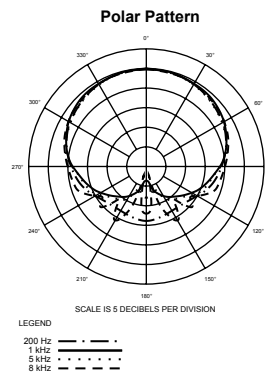 Polar Pattern
0°
330° 30°
300° 60°
270°
240° 120°
210° 150°
180°
SCALE IS 5 DECIBELS PER DIVISION
LEGEND
200 Hz
1 kHz
5 kHz
8 kHz